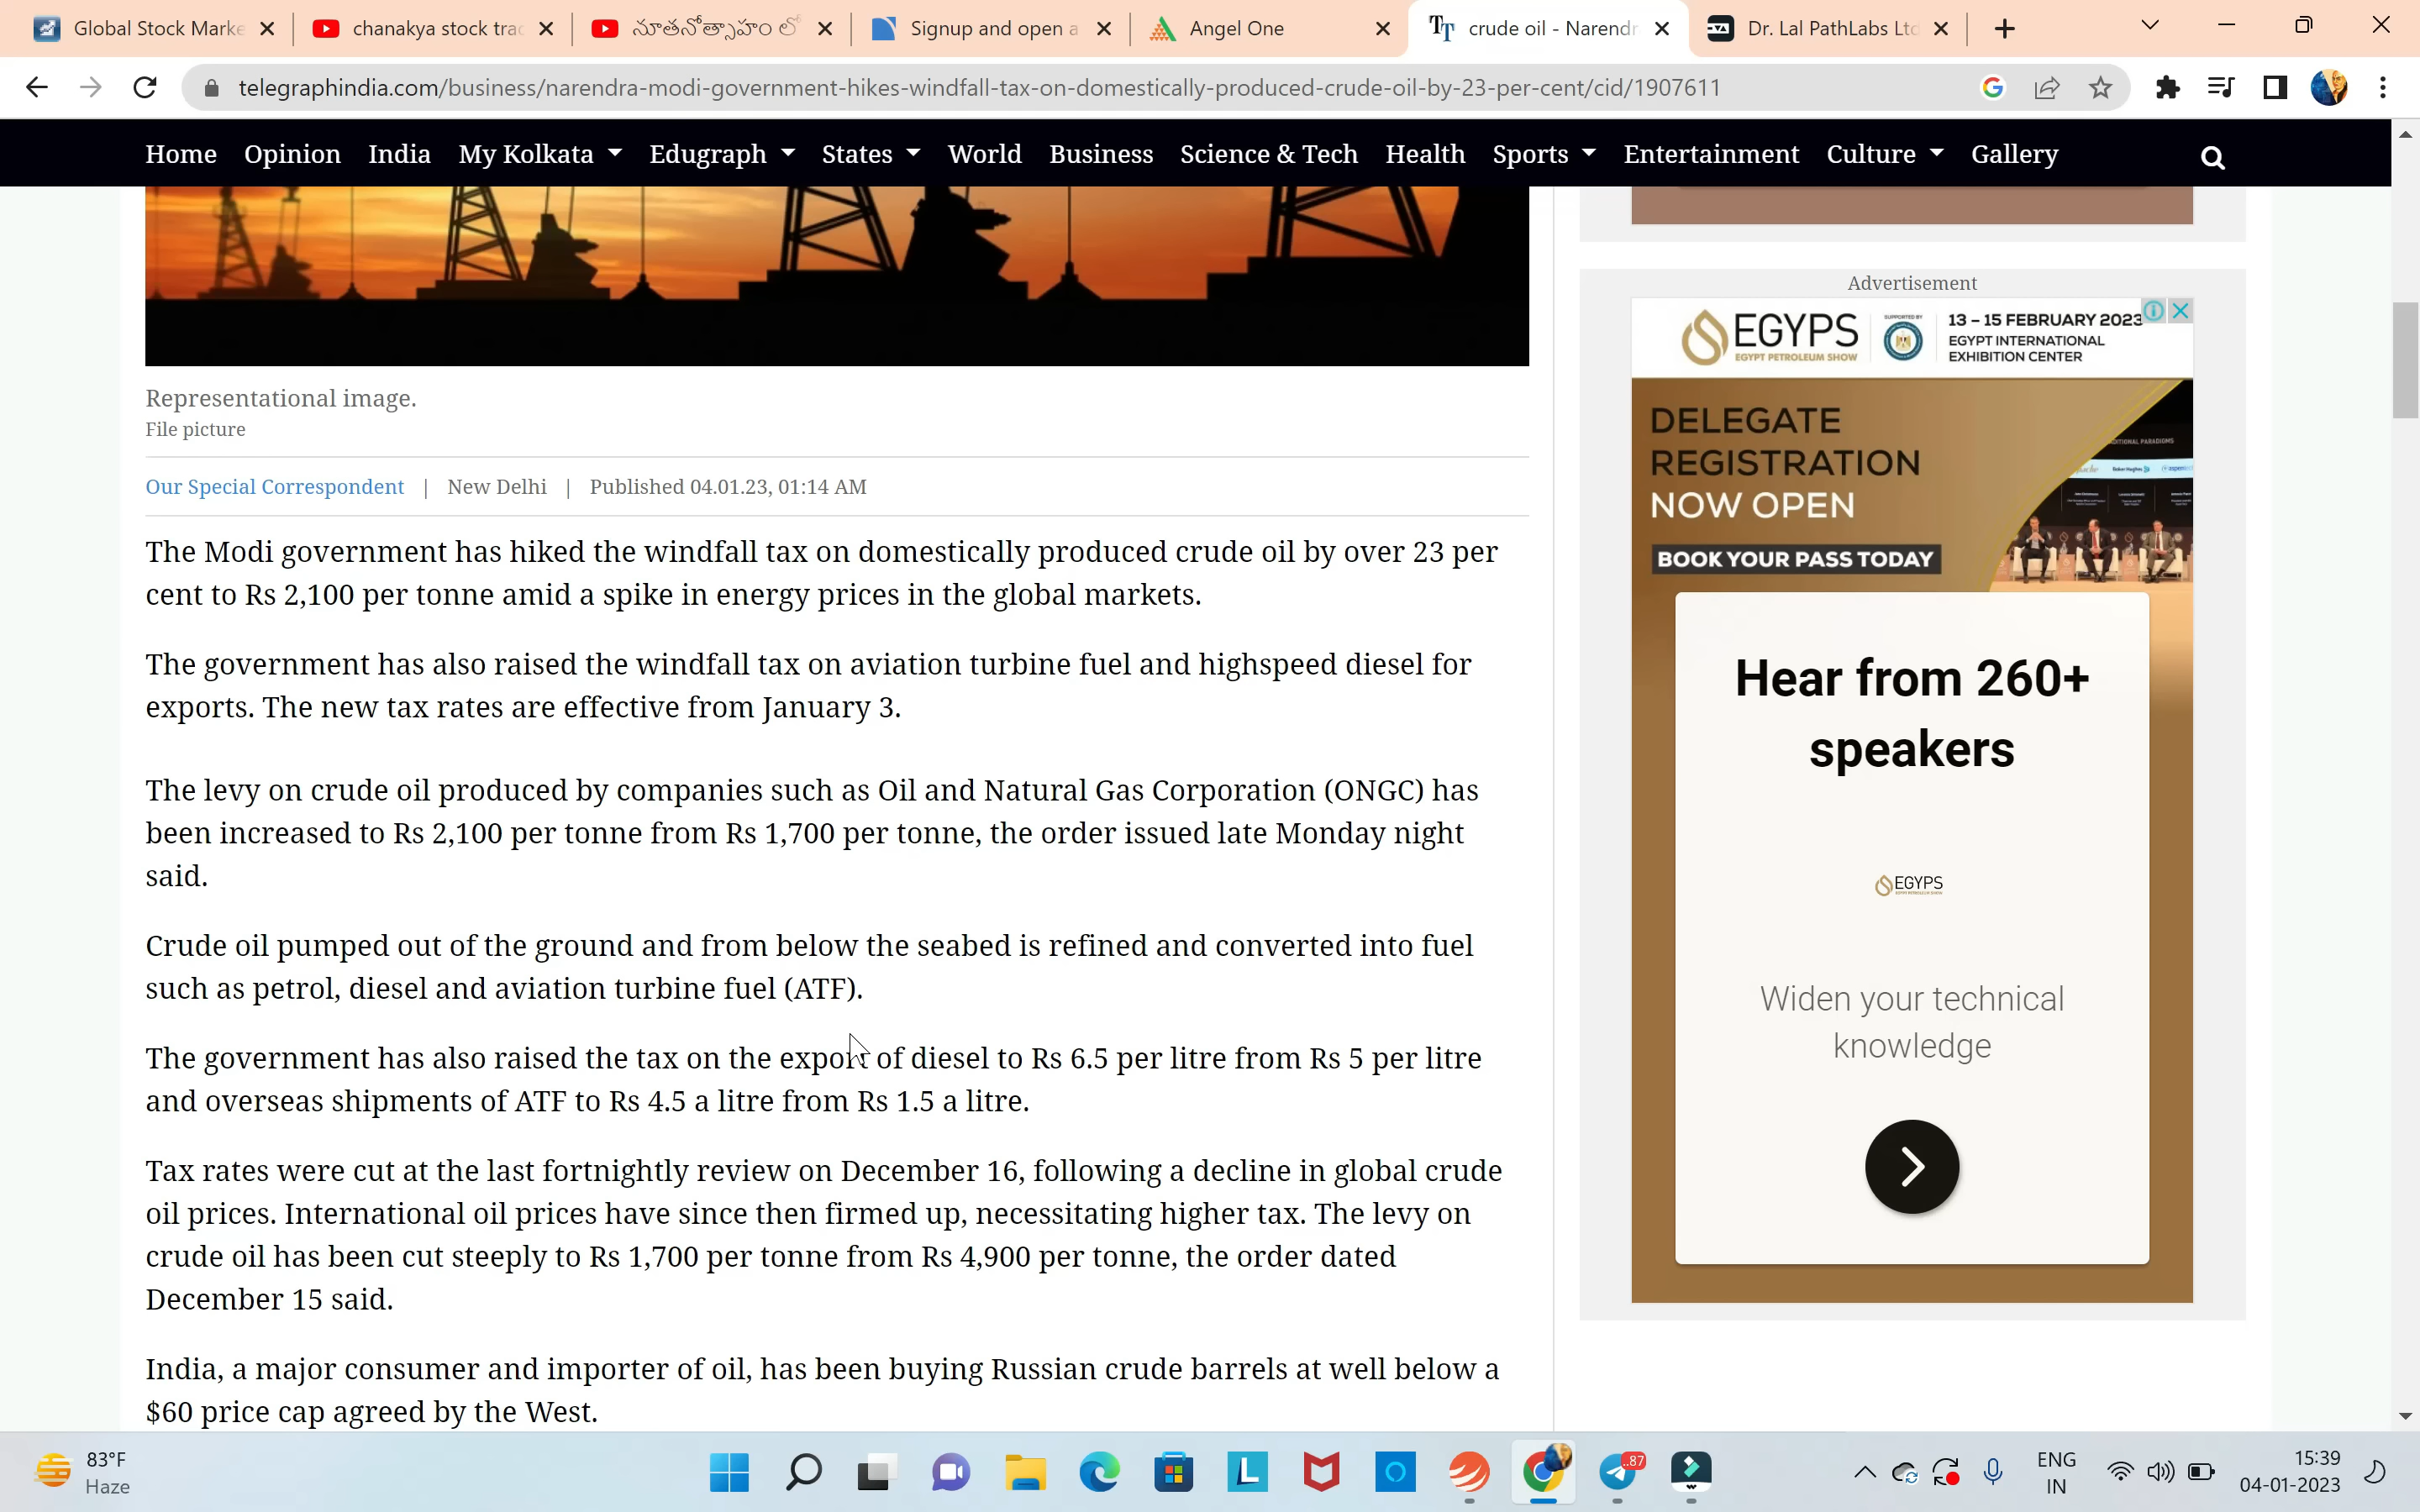 Global Stock Marke
chanakya stock trac
నూతనోత్సాహం లో
Signup and open a
Angel One
crude oil - Narendr
Dr. Lal PathLabs Ltd
telegraphindia.com/business/narendra-modi-government-hikes-windfall-tax-on-domestically-produced-crude-oil-by-23-per-cent/cid/1907611
Home Opinion India My Kolkata Edugraph States World Business Science & Tech Health Sports Entertainment Culture Gallery
Representational image.
File picture
Our Special Correspondent | New Delhi | Published 04.01.23, 01:14 AM
The Modi government has hiked the windfall tax on domestically produced crude oil by over 23 per
cent to Rs 2,100 per tonne amid a spike in energy prices in the global markets.
The government has also raised the windfall tax on aviation turbine fuel and highspeed diesel for
exports. The new tax rates are effective from January 3.
The levy on crude oil produced by companies such as Oil and Natural Gas Corporation (ONGC) has
been increased to Rs 2,100 per tonne from Rs 1,700 per tonne, the order issued late Monday night
said.
Crude oil pumped out of the ground and from below the seabed is refined and converted into fuel
such as petrol, diesel and aviation turbine fuel (ATF).
The government has also raised the tax on the export of diesel to Rs 6.5 per litre from Rs 5 per litre
and overseas shipments of ATF to Rs 4.5 a litre from Rs 1.5 a litre.
Tax rates were cut at the last fortnightly review on December 16, following a decline in global crude
oil prices. International oil prices have since then firmed up, necessitating higher tax. The levy on
crude oil has been cut steeply to Rs 1,700 per tonne from Rs 4,900 per tonne, the order dated
December 15 said.
India, a major consumer and importer of oil, has been buying Russian crude barrels at well below a
$60 price cap agreed by the West.
Advertisement
EGYPS
EGYPT PETROLEUM SHOW
SUPPORTED BY
13 – 15 FEBRUARY 2023
EGYPT INTERNATIONAL
EXHIBITION CENTER
DELEGATE
REGISTRATION
NOW OPEN
BOOK YOUR PASS TODAY
Hear from 260+
speakers
EGYPS
Widen your technical
knowledge
83°F
Haze
..87
ENG
IN
15:39
04-01-2023